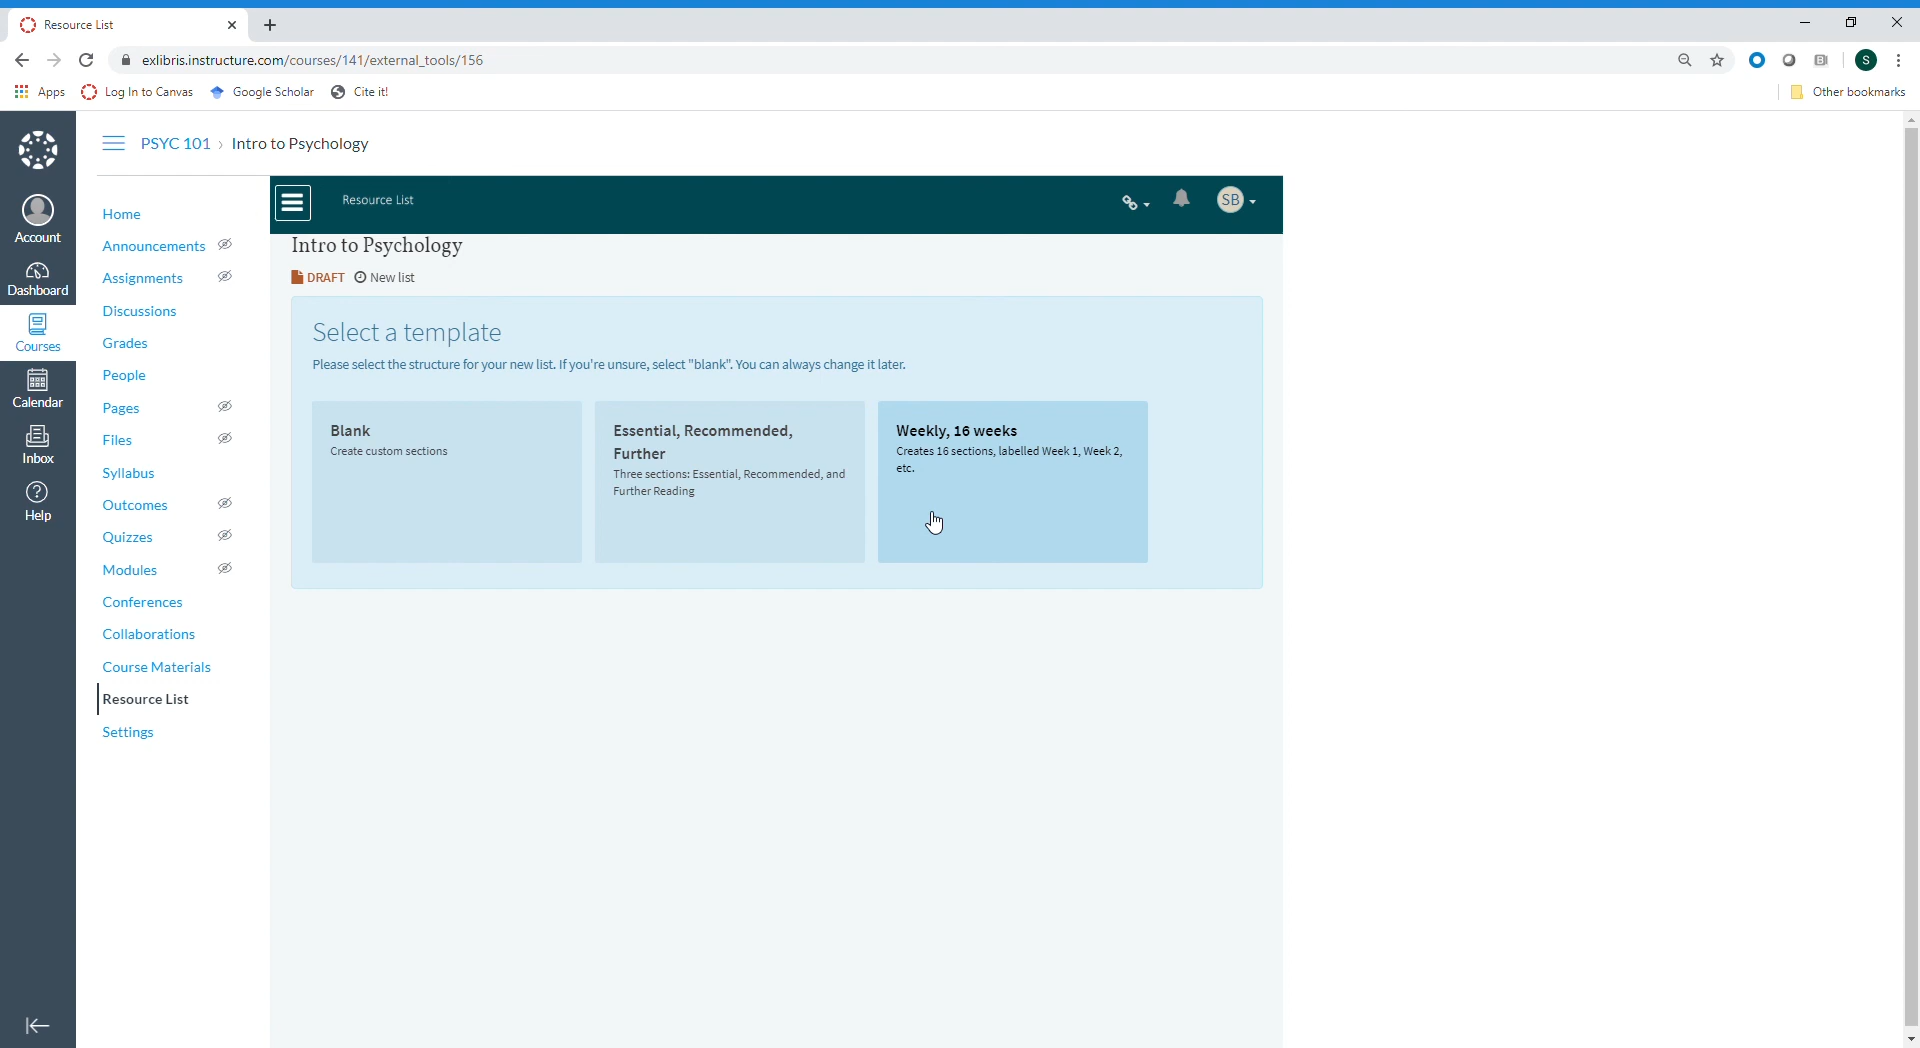 Resource List
exlibris.instructure.com/courses/141/external_tools/156
S
Apps
Log In to Canvas
Google Scholar
Cite it!
Other bookmarks
Account
Dashboard
Courses
Calendar
Inbox
Help
PSYC 101 › Intro to Psychology
Home
Announcements
Assignments
Discussions
Grades
People
Pages
Files
Syllabus
Outcomes
Quizzes
Modules
Conferences
Collaborations
Course Materials
Resource List
Settings
Resource List
SB
Intro to Psychology
DRAFT New list
Select a template
Please select the structure for your new list. If you're unsure, select "blank". You can always change it later.
Blank
Create custom sections
Essential, Recommended,
Further
Three sections: Essential, Recommended, and
Further Reading
Weekly, 16 weeks
Creates 16 sections, labelled Week 1, Week 2,
etc.